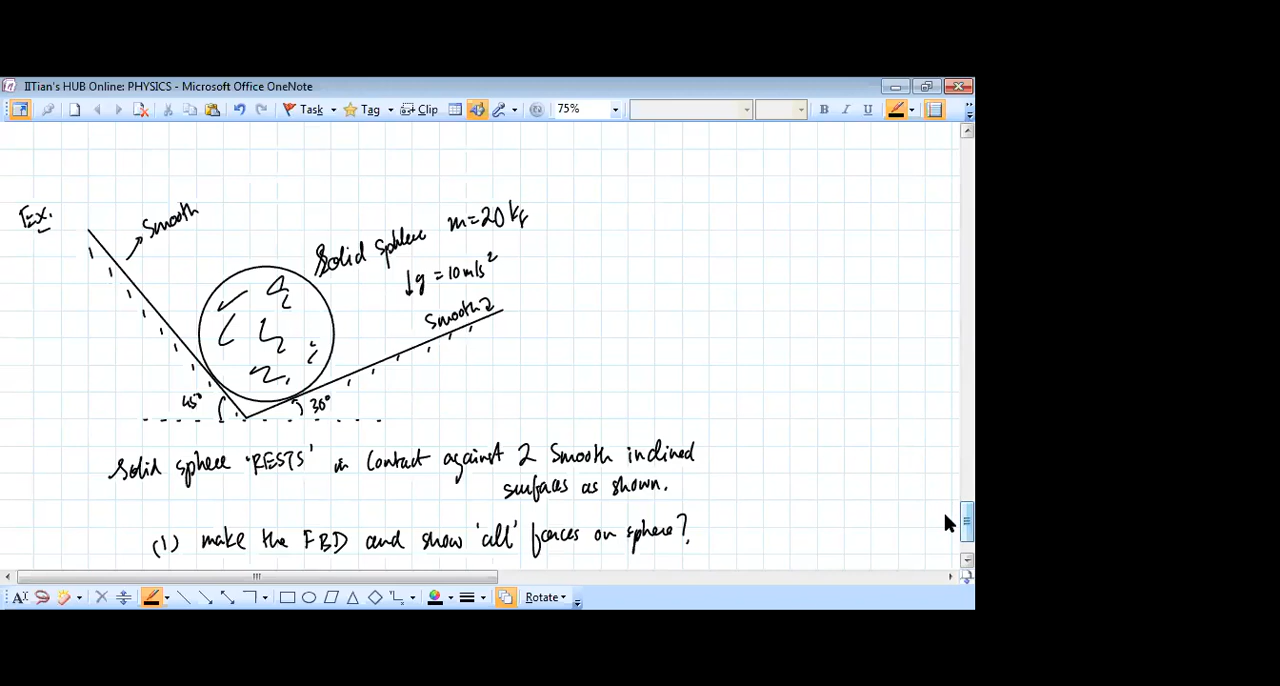 IITian's HUB Online: PHYSICS - Microsoft Office OneNote
Task Tag Clip 75% B I U
Ex.
smooth
Solid sphere m=20 kg
↓g = 10m/s²
smooth
45°
30°
Solid sphere 'RESTS' in contact against 2 smooth inclined
surfaces as shown.
(1) make the FBD and show 'all' forces on sphere?
Rotate